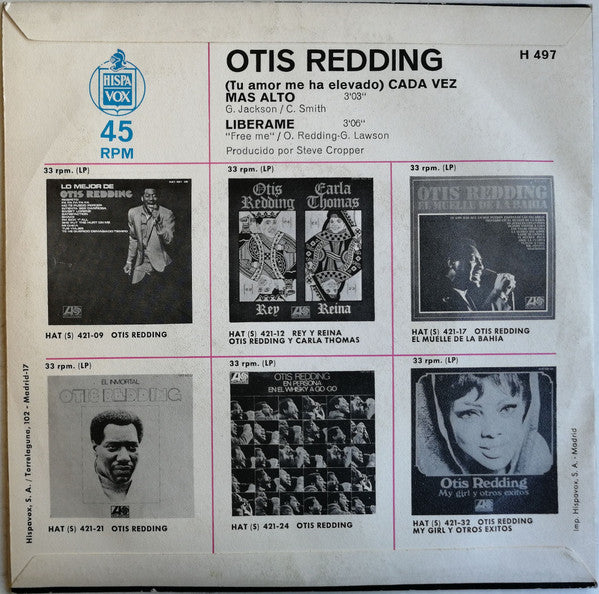 HISPA
VOX
45
RPM
OTIS REDDING
H 497
(Tu amor me ha elevado) CADA VEZ
MAS ALTO 3'03"
G. Jackson / C. Smith
LIBERAME 3'06"
"Free me" / O. Redding-G. Lawson
Producido por Steve Cropper
33 rpm. (LP)
LO MEJOR DE
OTIS REDDING
HAT (S) 421-09 OTIS REDDING
33 rpm. (LP)
Otis Redding
Carla Thomas
Rey
Reina
HAT (S) 421-12 REY Y REINA
OTIS REDDING Y CARLA THOMAS
33 rpm. (LP)
OTIS REDDING
EL MUELLE DE LA BAHIA
HAT (S) 421-17 OTIS REDDING
EL MUELLE DE LA BAHIA
33 rpm. (LP)
EL INMORTAL
OTIS REDDING
HAT (S) 421-21 OTIS REDDING
33 rpm. (LP)
OTIS REDDING
EN PERSONA
EN EL WHISKY A GO-GO
HAT (S) 421-24 OTIS REDDING
33 rpm. (LP)
Otis Redding
My girl y otros exitos
HAT (S) 421-32 OTIS REDDING
MY GIRL Y OTROS EXITOS
Hispavox, S. A. / Torrelaguna, 102 - Madrid-17
Imp. Hispavox, S. A. - Madrid